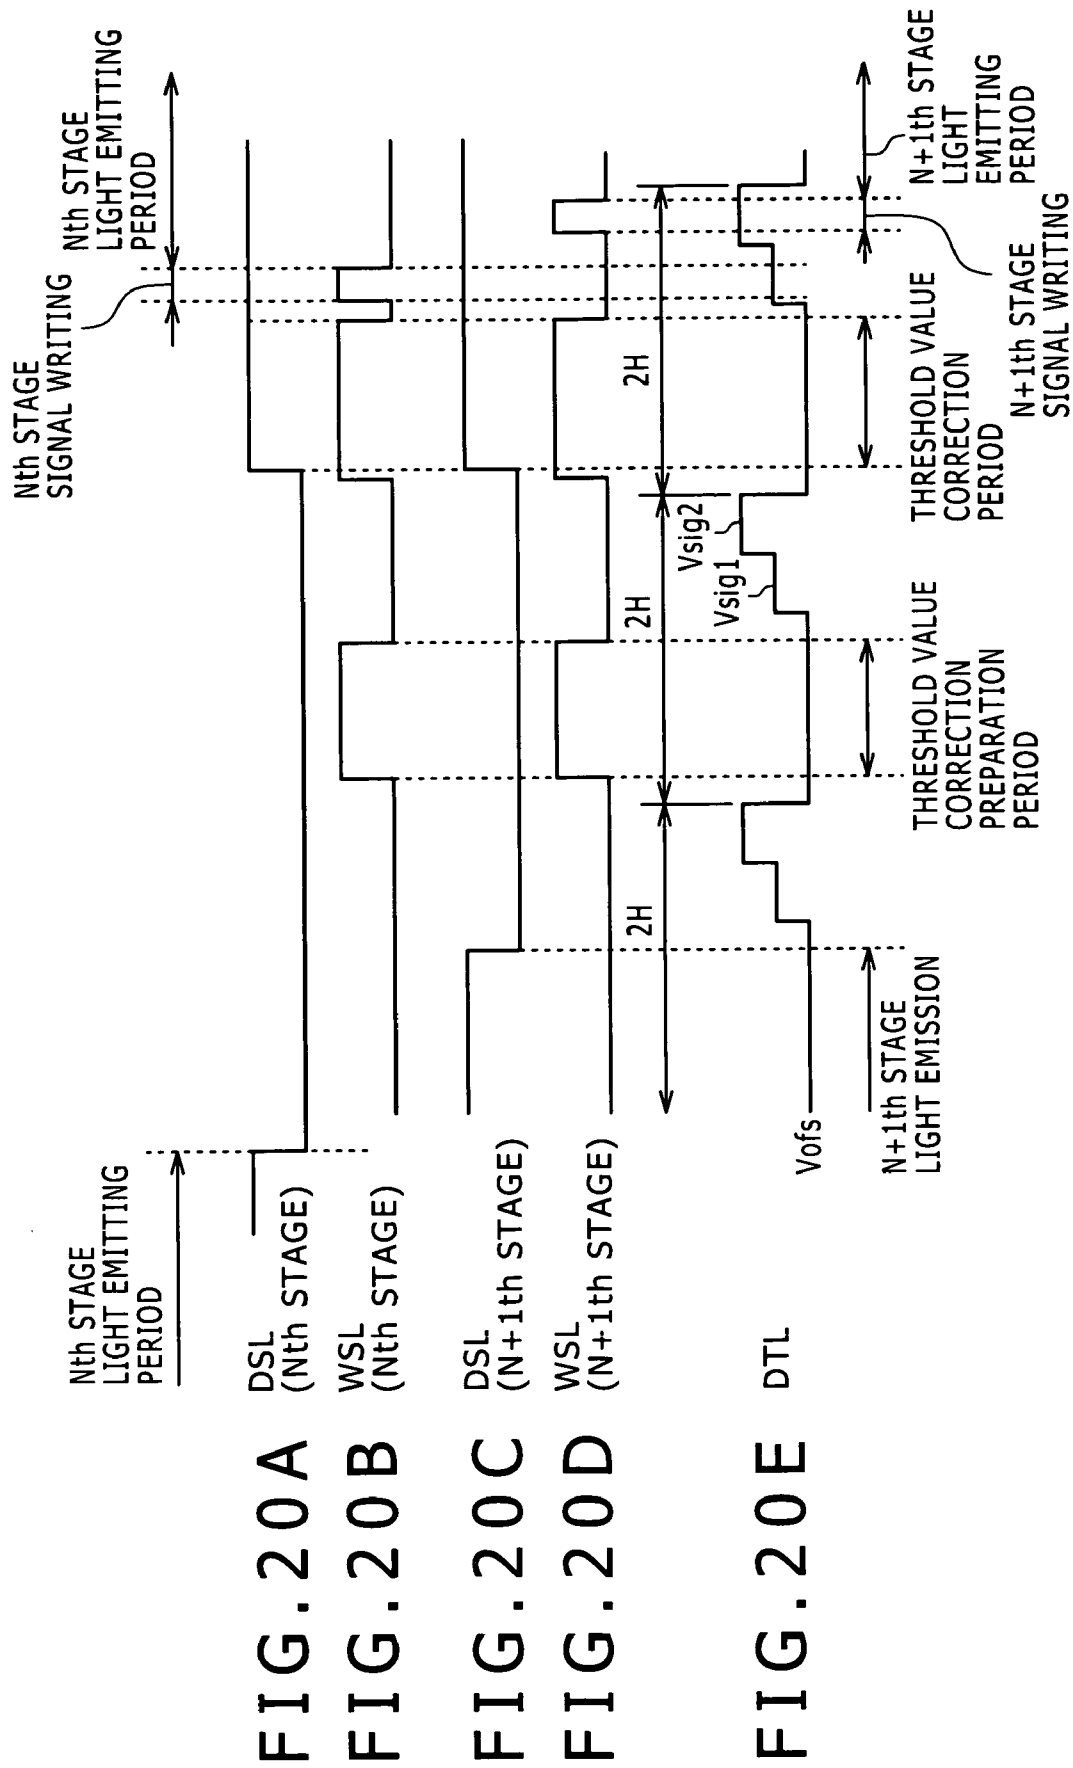 Nth STAGE
SIGNAL WRITING
Nth STAGE
LIGHT EMITTING
PERIOD
Nth STAGE
LIGHT EMITTING
PERIOD
FIG.20A
DSL
(Nth STAGE)
FIG.20B
WSL
(Nth STAGE)
FIG.20C
DSL
(N+1th STAGE)
FIG.20D
WSL
(N+1th STAGE)
2H
2H
2H
Vsig2
Vsig1
FIG.20E
DTL
Vofs
N+1th STAGE
LIGHT EMISSION
THRESHOLD VALUE
CORRECTION
PREPARATION
PERIOD
THRESHOLD VALUE
CORRECTION
PERIOD
N+1th STAGE
SIGNAL WRITING
N+1th STAGE
LIGHT
EMITTING
PERIOD